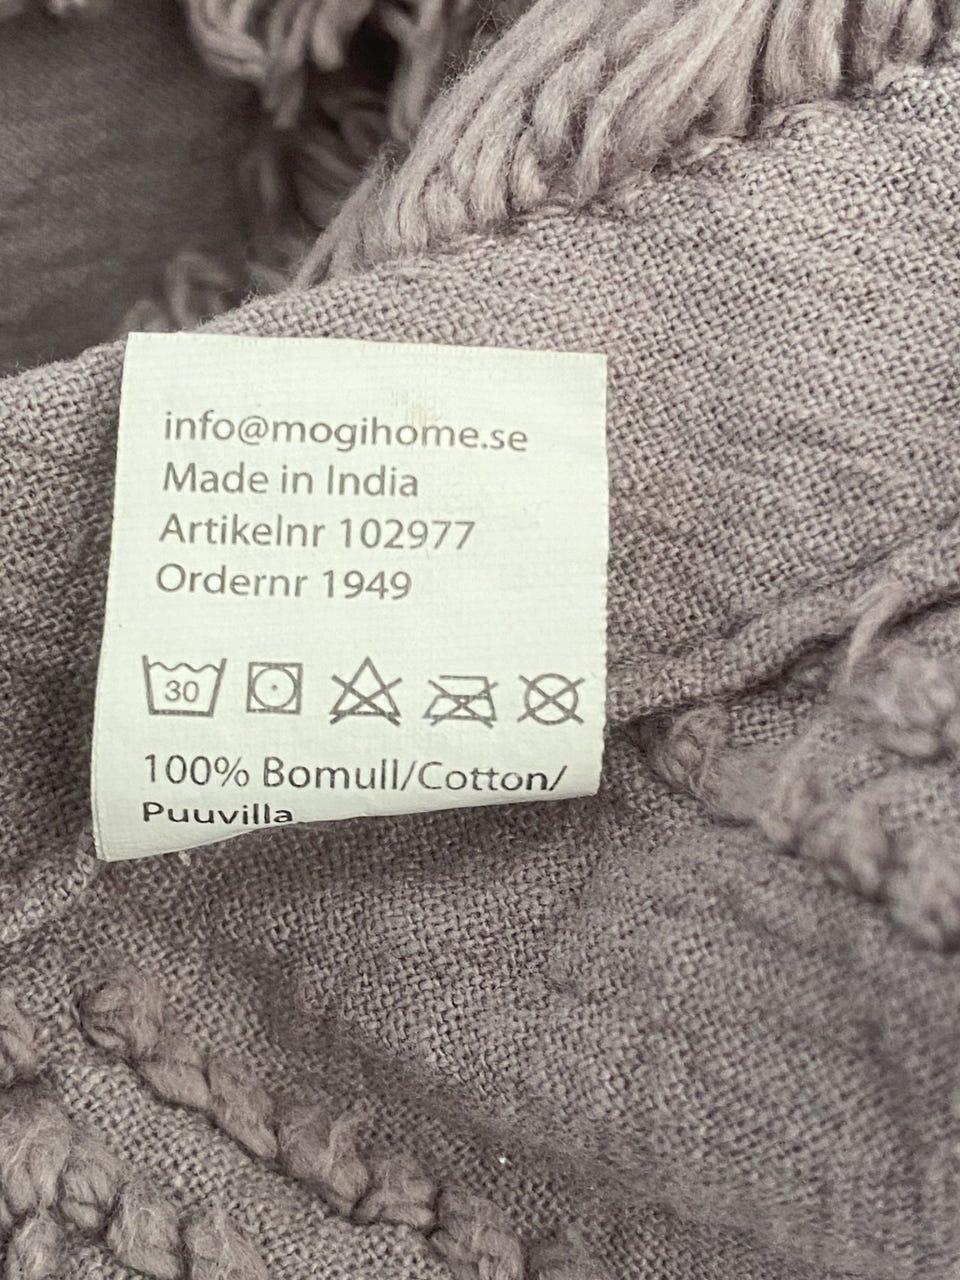 info@mogihome.se
Made in India
Artikelnr 102977
Ordernr 1949
30
100% Bomull/Cotton/
Puuvilla